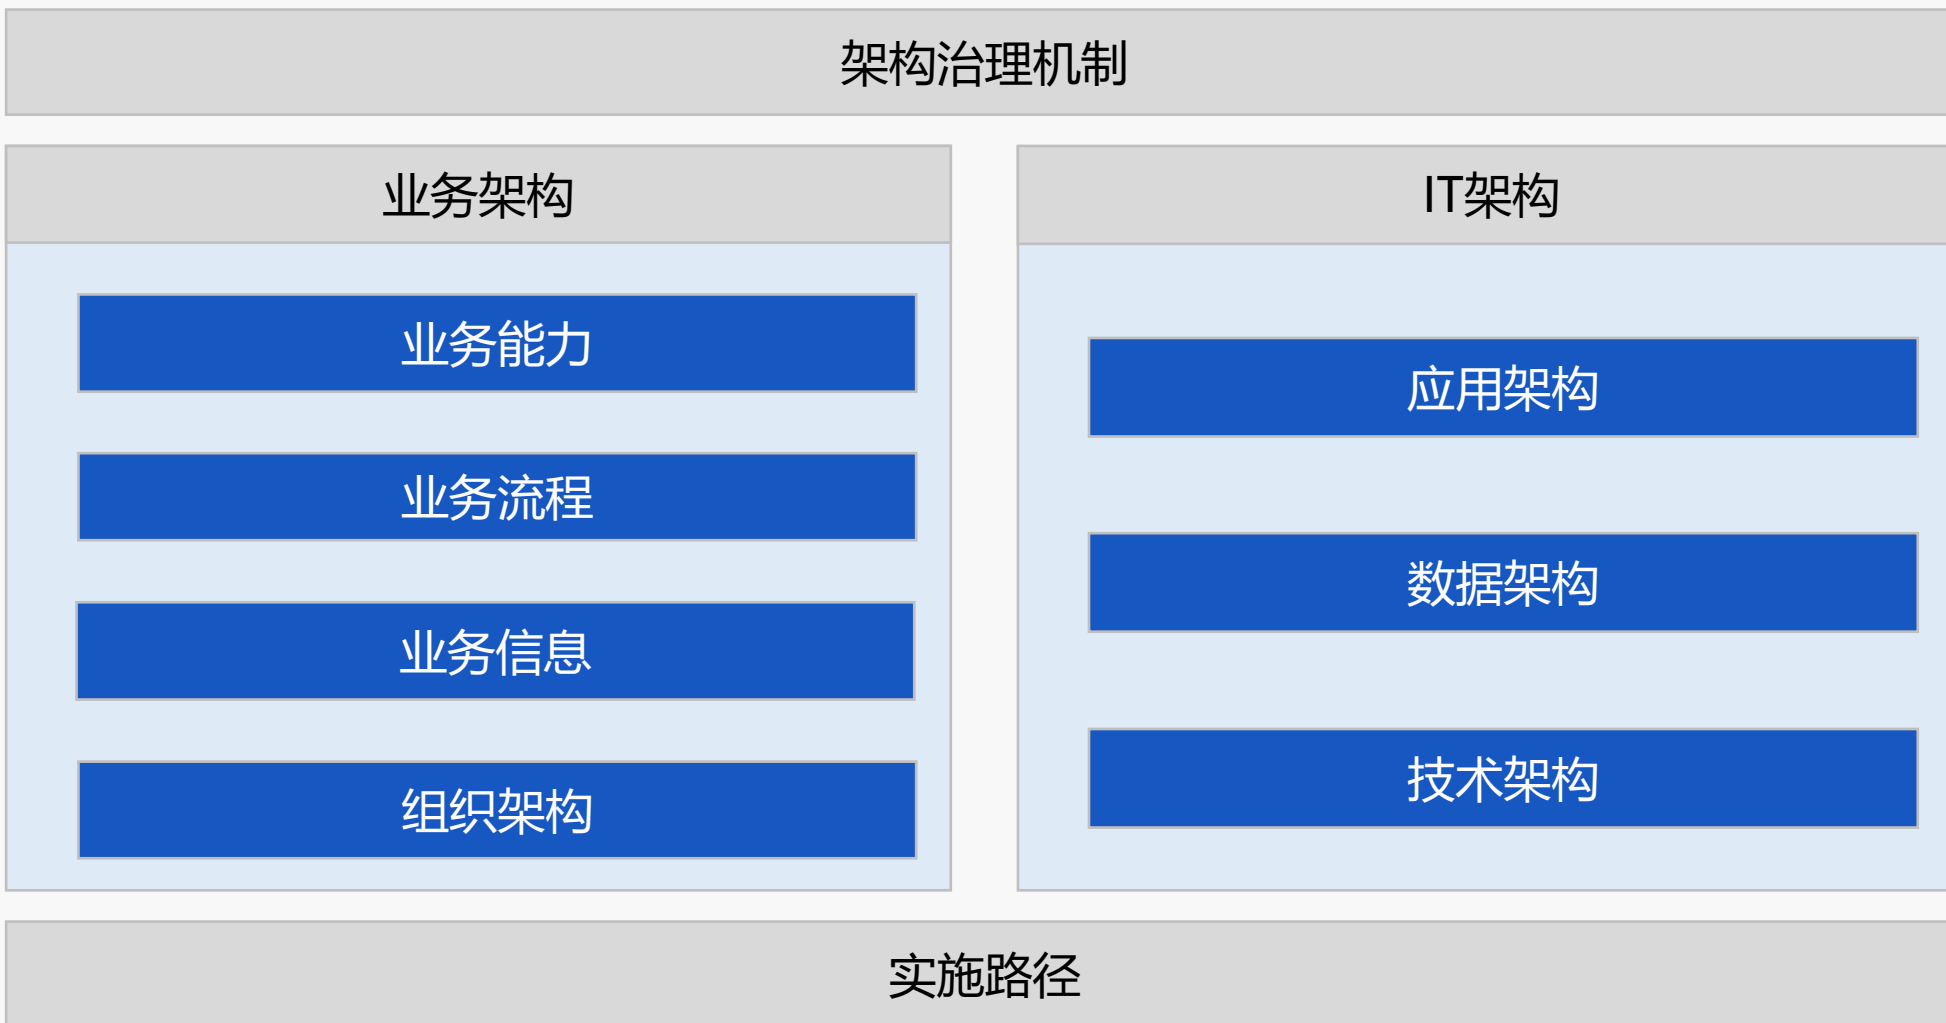 架构治理机制
业务架构
业务能力
业务流程
业务信息
组织架构
IT架构
应用架构
数据架构
技术架构
实施路径